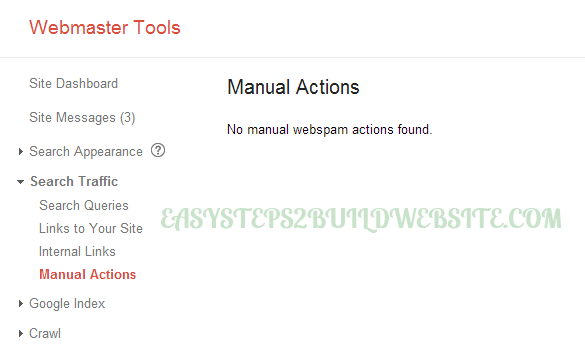 Webmaster Tools
Site Dashboard
Site Messages (3)
Search Appearance ?
Search Traffic
Search Queries
Links to Your Site
Internal Links
Manual Actions
Google Index
Crawl
Manual Actions
No manual webspam actions found.
EASYSTEPS2BUILDWEBSITE.COM